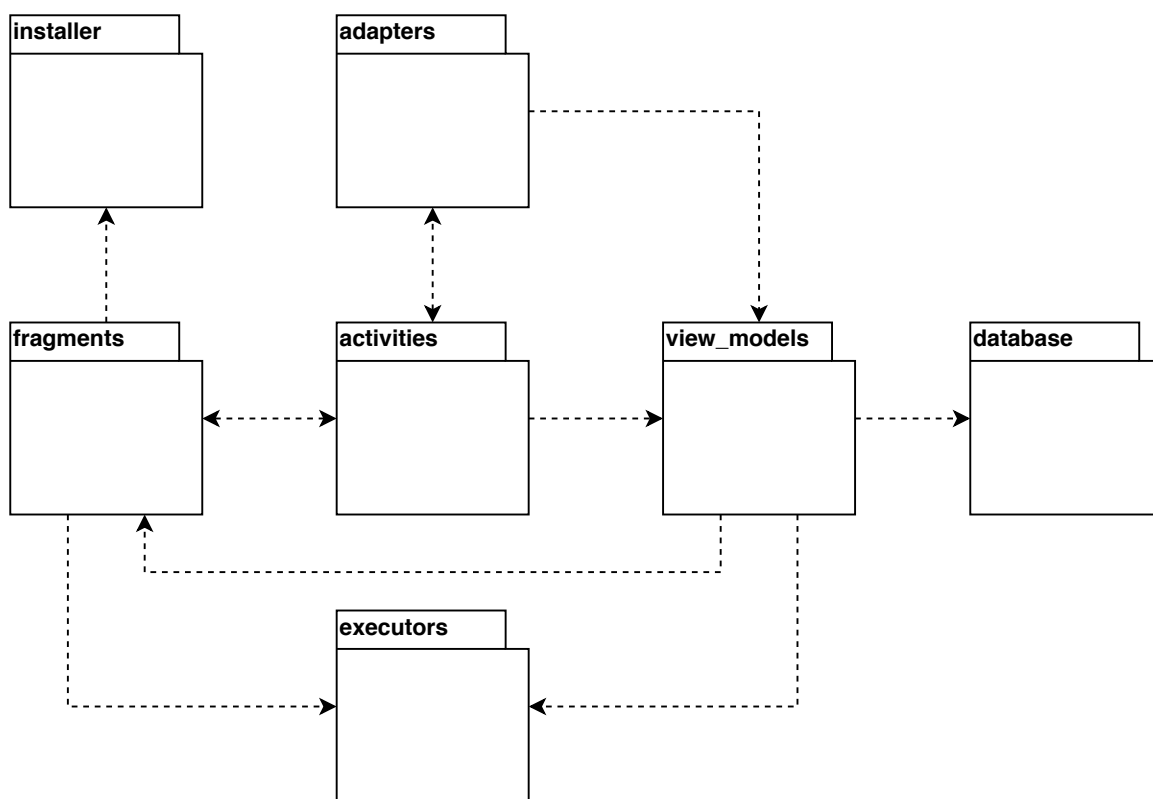 installer
adapters
fragments
activities
view_models
database
executors